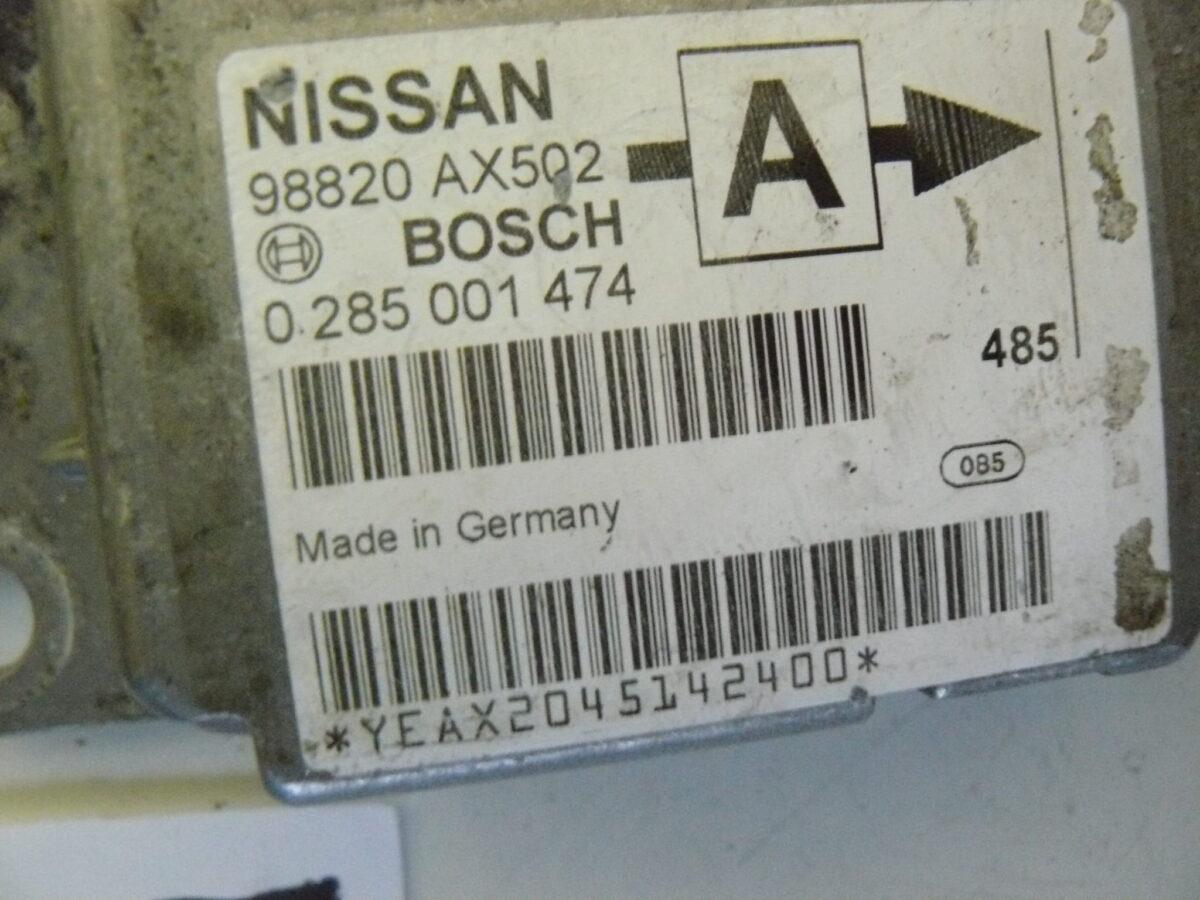 NISSAN
98820 AX502
BOSCH
0 285 001 474
A
485
Made in Germany
085
*YEAX2045142400*